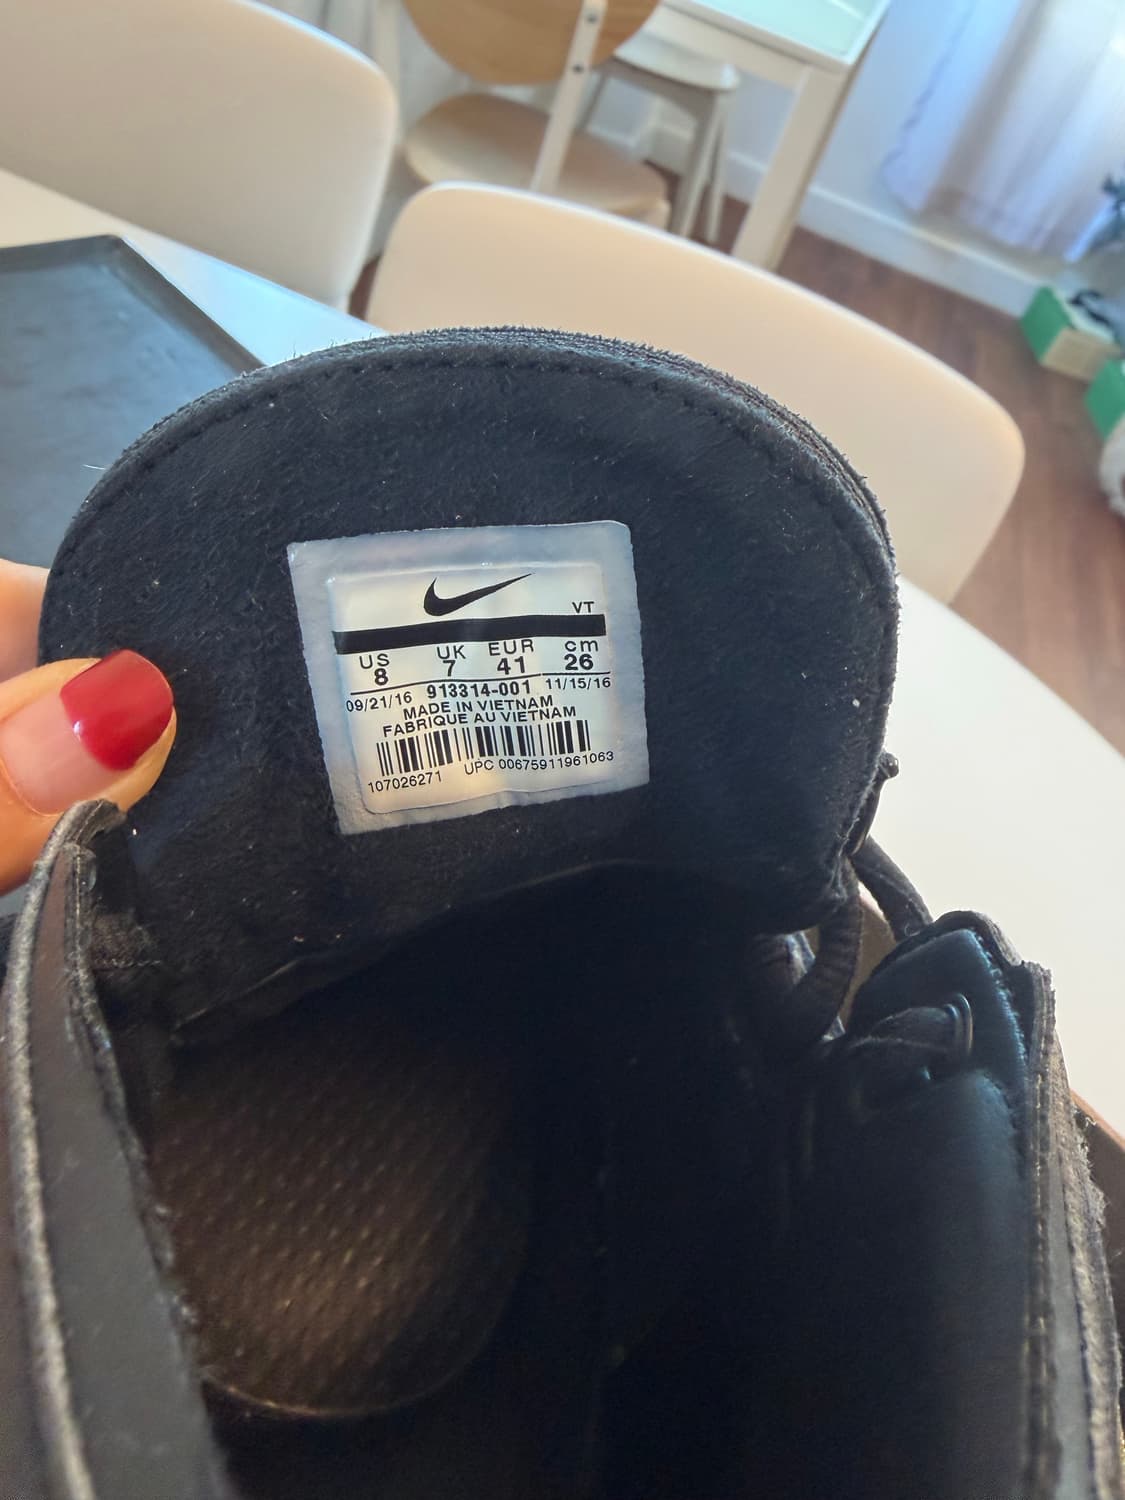 VT
US UK EUR cm
8 7 41 26
09/21/16 913314-001 11/15/16
MADE IN VIETNAM
FABRIQUE AU VIETNAM
107026271 UPC 00675911961063